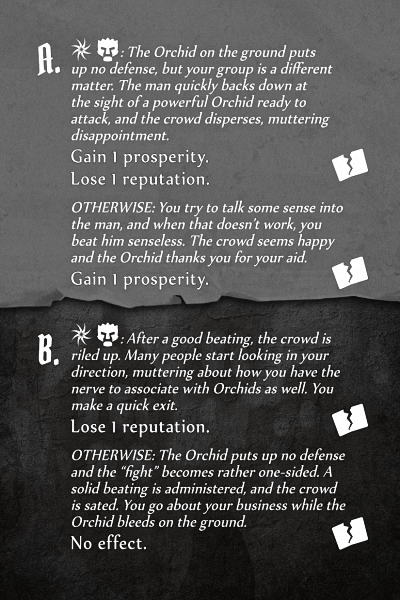 A. : The Orchid on the ground puts
up no defense, but your group is a different
matter. The man quickly backs down at
the sight of a powerful Orchid ready to
attack, and the crowd disperses, muttering
disappointment.
Gain 1 prosperity.
Lose 1 reputation.
OTHERWISE: You try to talk some sense into
the man, and when that doesn't work, you
beat him senseless. The crowd seems happy
and the Orchid thanks you for your aid.
Gain 1 prosperity.
B. : After a good beating, the crowd is
riled up. Many people start looking in your
direction, muttering about how you have the
nerve to associate with Orchids as well. You
make a quick exit.
Lose 1 reputation.
OTHERWISE: The Orchid puts up no defense
and the “fight” becomes rather one-sided. A
solid beating is administered, and the crowd
is sated. You go about your business while the
Orchid bleeds on the ground.
No effect.